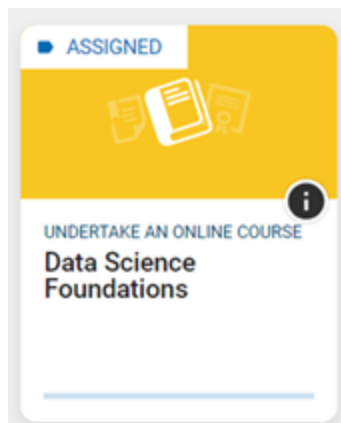 ASSIGNED
i
UNDERTAKE AN ONLINE COURSE
Data Science
Foundations